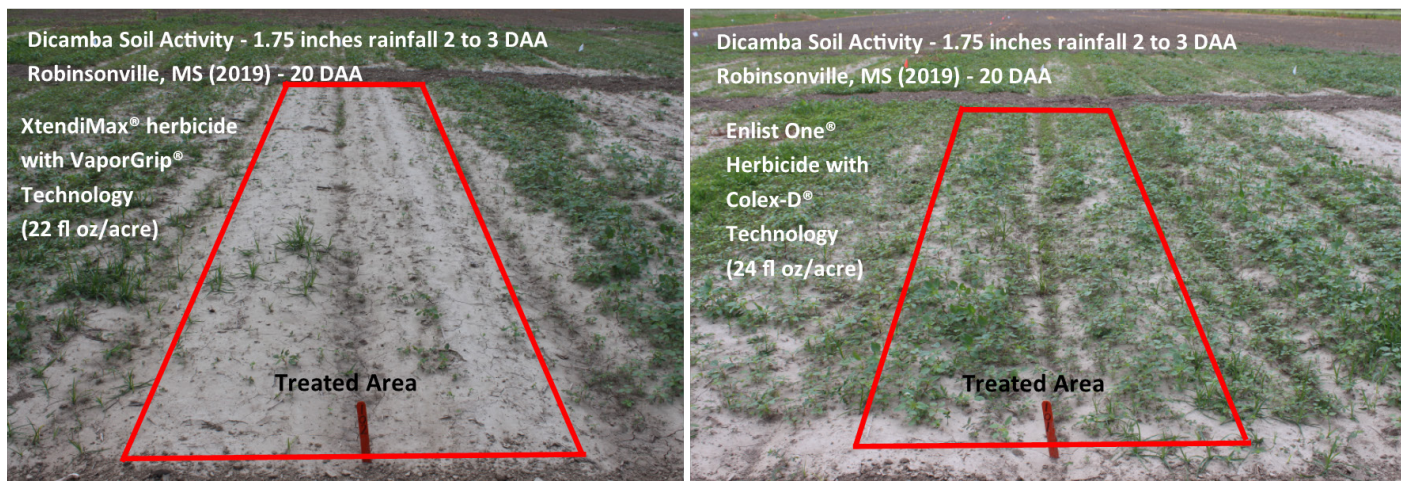 Dicamba Soil Activity - 1.75 inches rainfall 2 to 3 DAA
Robinsonville, MS (2019) - 20 DAA
XtendiMax® herbicide
with VaporGrip®
Technology
(22 fl oz/acre)
Treated Area
Dicamba Soil Activity - 1.75 inches rainfall 2 to 3 DAA
Robinsonville, MS (2019) - 20 DAA
Enlist One®
Herbicide with
Colex-D®
Technology
(24 fl oz/acre)
Treated Area